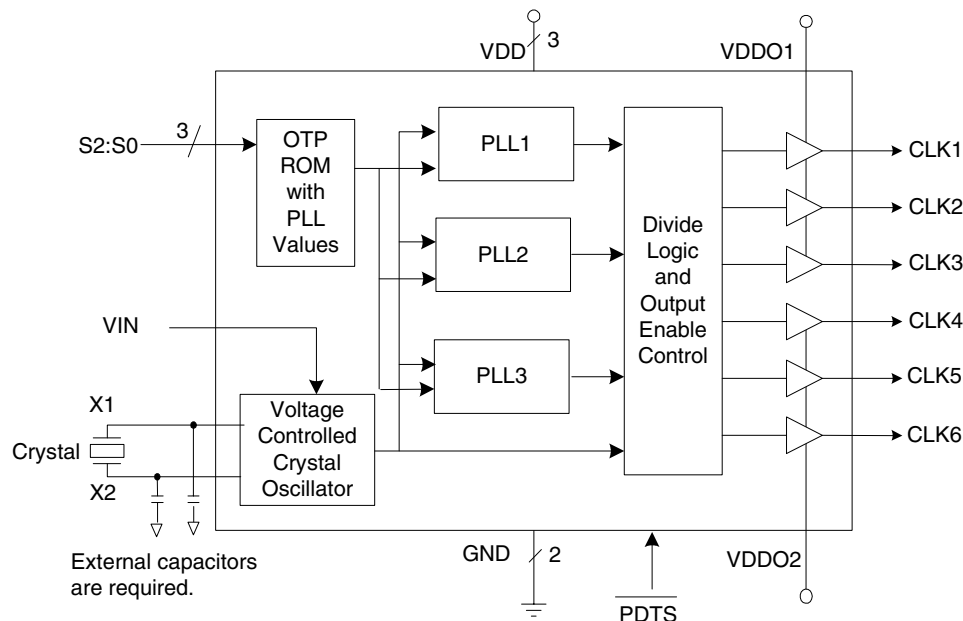 VDD
3
VDDO1
S2:S0
3
OTP
ROM
with
PLL
Values
PLL1
PLL2
PLL3
Divide
Logic
and
Output
Enable
Control
CLK1
CLK2
CLK3
CLK4
CLK5
CLK6
VIN
X1
Crystal
X2
Voltage
Controlled
Crystal
Oscillator
External capacitors
are required.
GND
2
PDTS
VDDO2